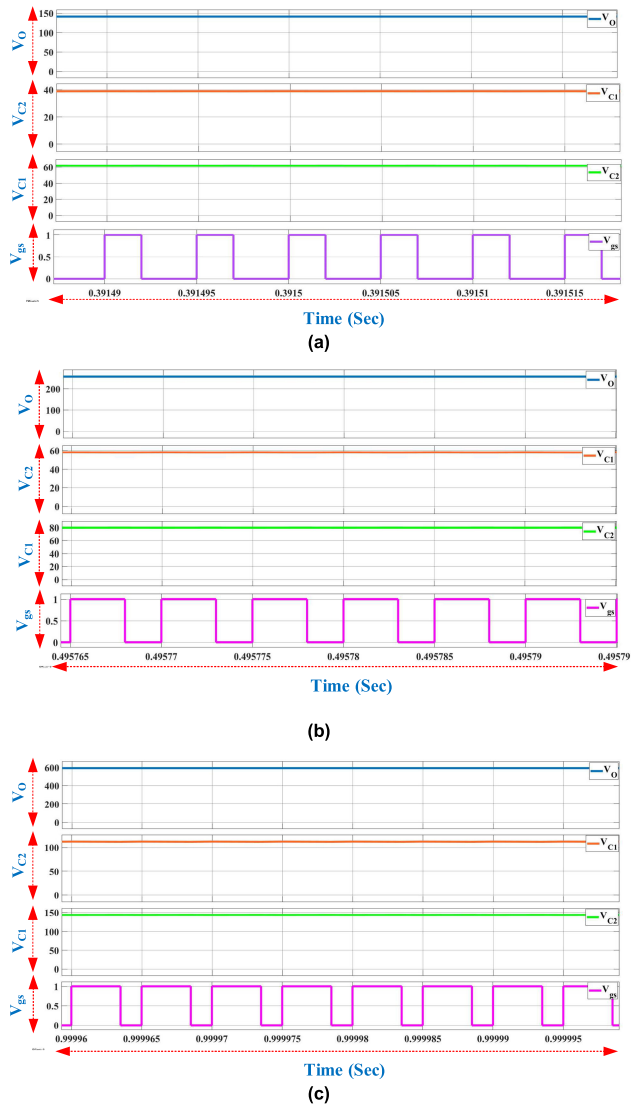 150
100
50
0
V_O
V_O
40
20
0
V_C2
V_C1
60
40
20
0
V_C1
V_C2
1
0.5
0
V_gs
V_gs
0.39149 0.391495 0.3915 0.391505 0.39151 0.391515
Time (Sec)
(a)
200
100
0
V_O
V_O
60
40
20
0
V_C2
V_C1
80
60
40
20
0
V_C1
V_C2
1
0.5
0
V_gs
V_gs
0.495765 0.49577 0.495775 0.49578 0.495785 0.49579 0.49579
Time (Sec)
(b)
600
400
200
0
V_O
V_O
100
50
0
V_C2
V_C1
150
100
50
0
V_C1
V_C2
1
0.5
0
V_gs
V_gs
0.99996 0.999965 0.99997 0.999975 0.99998 0.999985 0.99999 0.999995
Time (Sec)
(c)